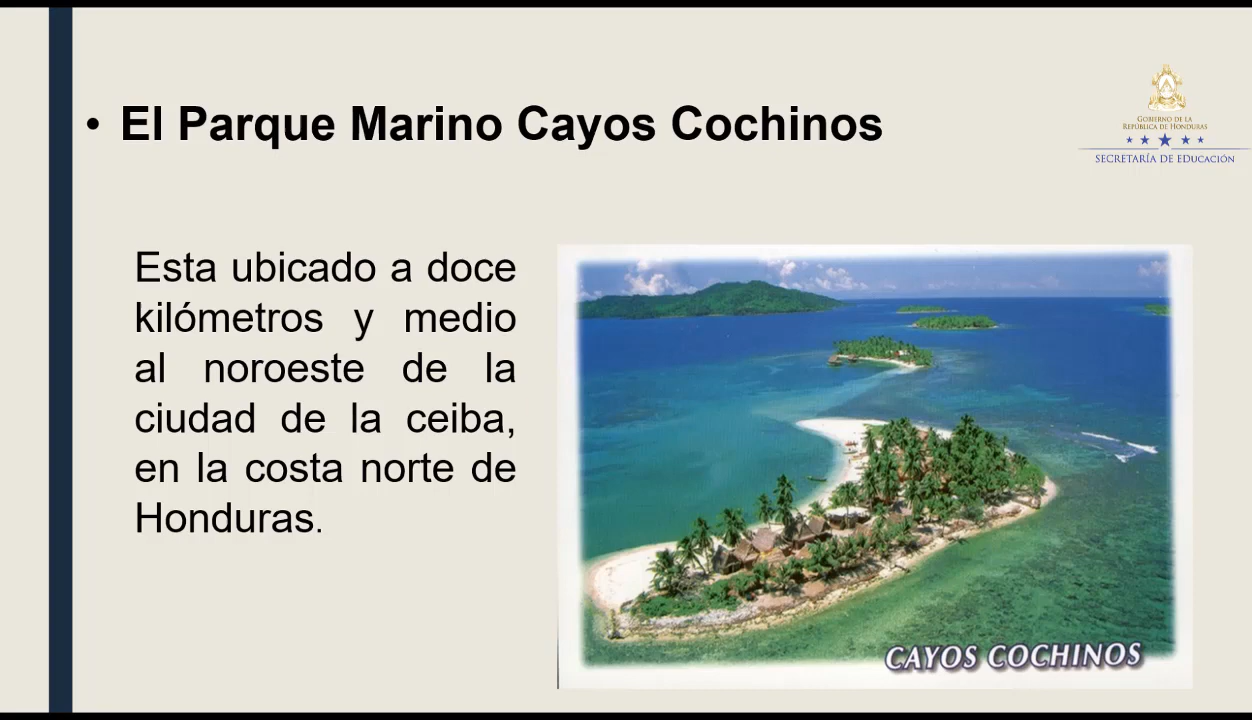 • El Parque Marino Cayos Cochinos
GOBIERNO DE LA
REPÚBLICA DE HONDURAS
SECRETARÍA DE EDUCACIÓN
Esta ubicado a doce
kilómetros y medio
al noroeste de la
ciudad de la ceiba,
en la costa norte de
Honduras.
CAYOS COCHINOS